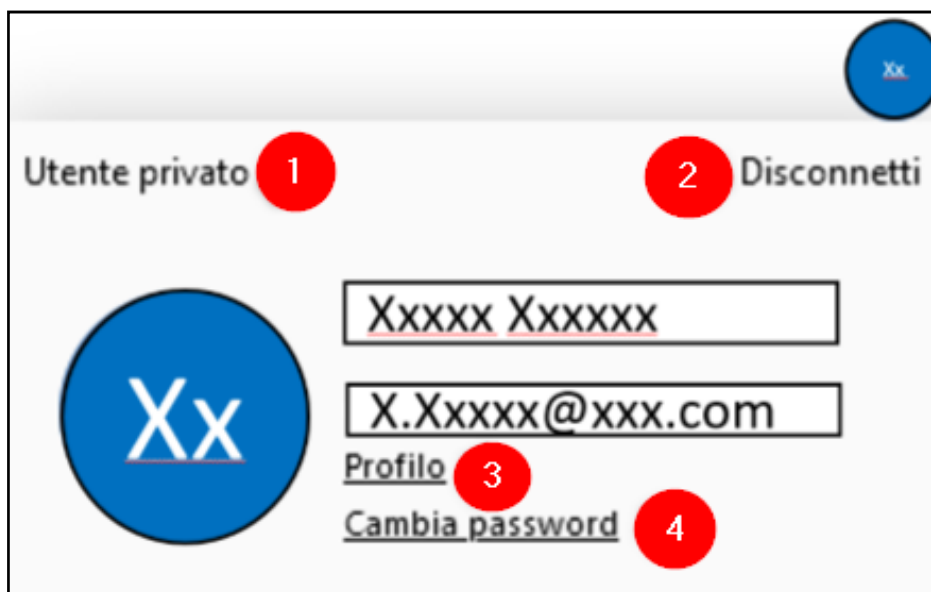 Xx
Utente privato 1 2 Disconnetti
Xxxxx Xxxxxx
Xx
X.Xxxxx@xxx.com
Profilo 3
Cambia password 4